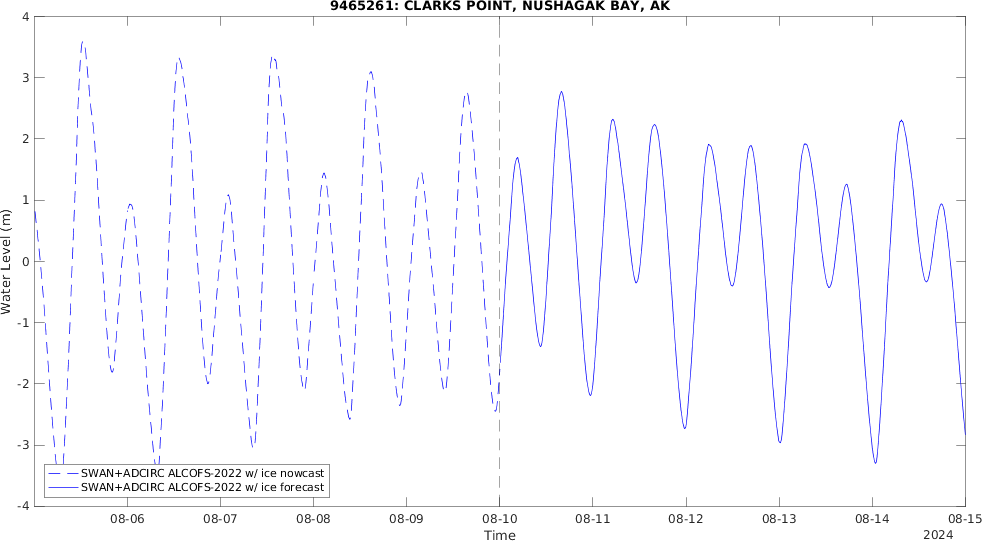 9465261: CLARKS POINT, NUSHAGAK BAY, AK
Water Level (m)
4
3
2
1
0
-1
-2
-3
-4
SWAN+ADCIRC ALCOFS-2022 w/ ice nowcast
SWAN+ADCIRC ALCOFS-2022 w/ ice forecast
08-06 08-07 08-08 08-09 08-10 08-11 08-12 08-13 08-14 08-15
Time
2024